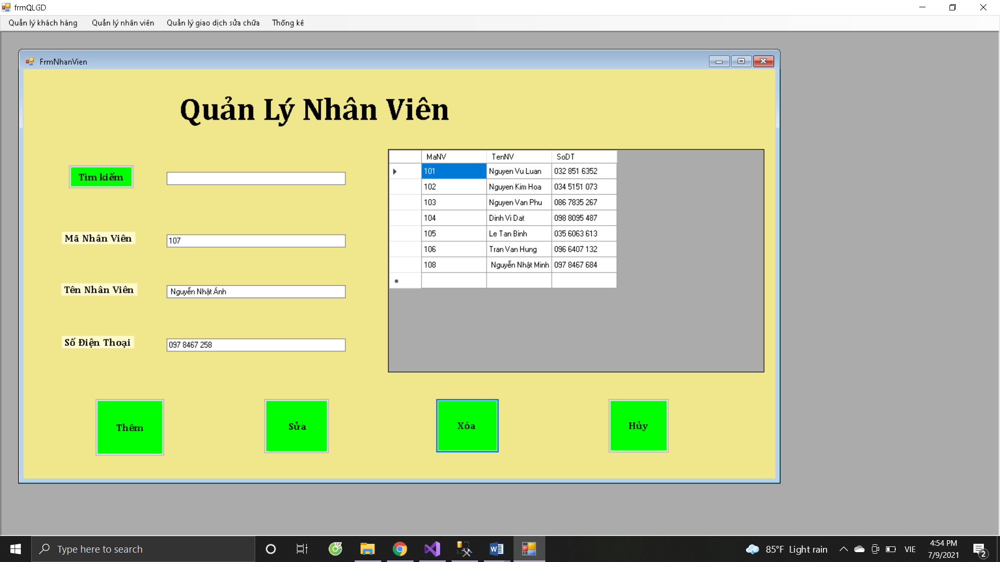 frmQLGD
Quản lý khách hàng Quản lý nhân viên Quản lý giao dịch sửa chữa Thống kê
FrmNhanVien
Quản Lý Nhân Viên
Tìm kiếm
Mã Nhân Viên 107
Tên Nhân Viên Nguyễn Nhật Ánh
Số Điện Thoại 097 8467 258
MaNV TenNV SoDT
101 Nguyen Vu Luan 032 851 6352
102 Nguyen Kim Hoa 034 5151 073
103 Nguyen Van Phu 086 7835 267
104 Dinh Vi Dat 098 8095 487
105 Le Tan Binh 035 6063 613
106 Tran Van Hung 096 6407 132
108 Nguyễn Nhật Minh 097 8467 684
Thêm Sửa Xóa Hủy
Type here to search
85°F Light rain
VIE
4:54 PM
7/9/2021
2